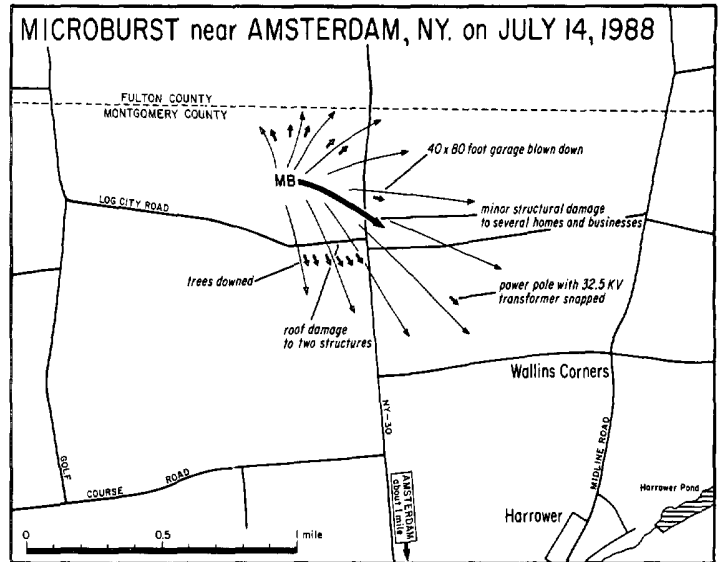 MICROBURST near AMSTERDAM, NY. on JULY 14, 1988
FULTON COUNTY
MONTGOMERY COUNTY
40 x 80 foot garage blown down
MB
LOG CITY ROAD
minor structural damage
to several homes and businesses
trees downed
power pole with 32.5 KV
transformer snapped
roof damage
to two structures
Wallins Corners
NY-30
MIDLINE ROAD
GOLF
COURSE
ROAD
AMSTERDAM
about 1 mile
Harrower Pond
Harrower
0
0.5
1 mile